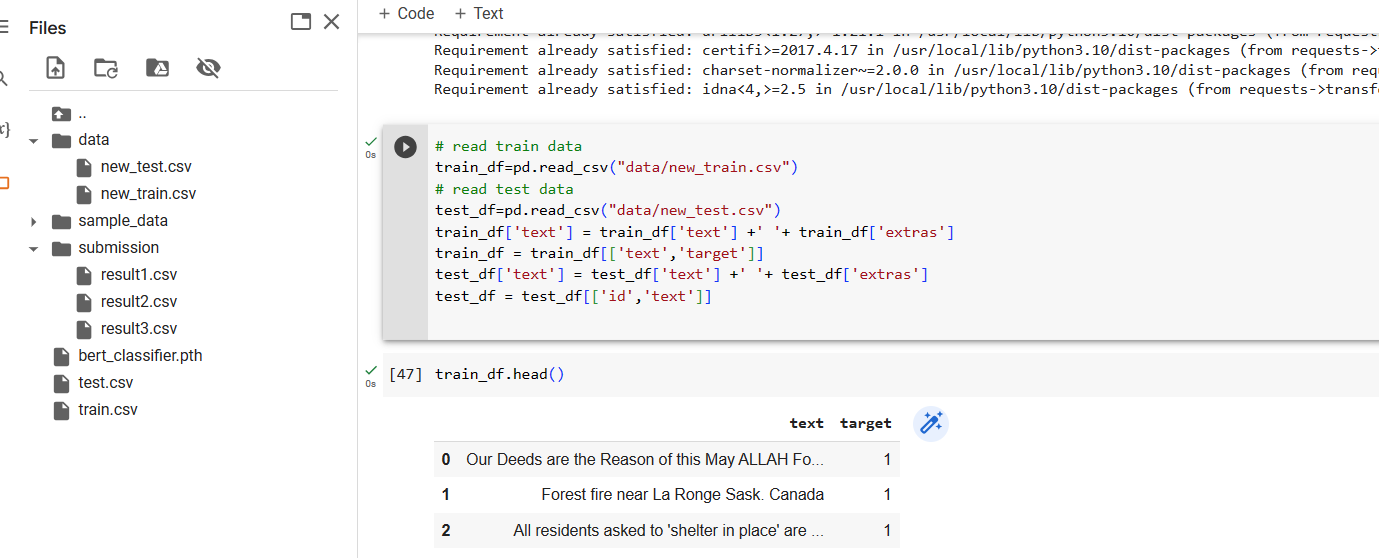 Files
..
data
new_test.csv
new_train.csv
sample_data
submission
result1.csv
result2.csv
result3.csv
bert_classifier.pth
test.csv
train.csv
+ Code + Text
Requirement already satisfied: certifi>=2017.4.17 in /usr/local/lib/python3.10/dist-packages (from requests->
Requirement already satisfied: charset-normalizer~=2.0.0 in /usr/local/lib/python3.10/dist-packages (from req
Requirement already satisfied: idna<4,>=2.5 in /usr/local/lib/python3.10/dist-packages (from requests->transf
0s
# read train data
train_df=pd.read_csv("data/new_train.csv")
# read test data
test_df=pd.read_csv("data/new_test.csv")
train_df['text'] = train_df['text'] +' '+ train_df['extras']
train_df = train_df[['text','target']]
test_df['text'] = test_df['text'] +' '+ test_df['extras']
test_df = test_df[['id','text']]
0s
[47] train_df.head()
text target
0 Our Deeds are the Reason of this May ALLAH Fo... 1
1 Forest fire near La Ronge Sask. Canada 1
2 All residents asked to 'shelter in place' are ... 1